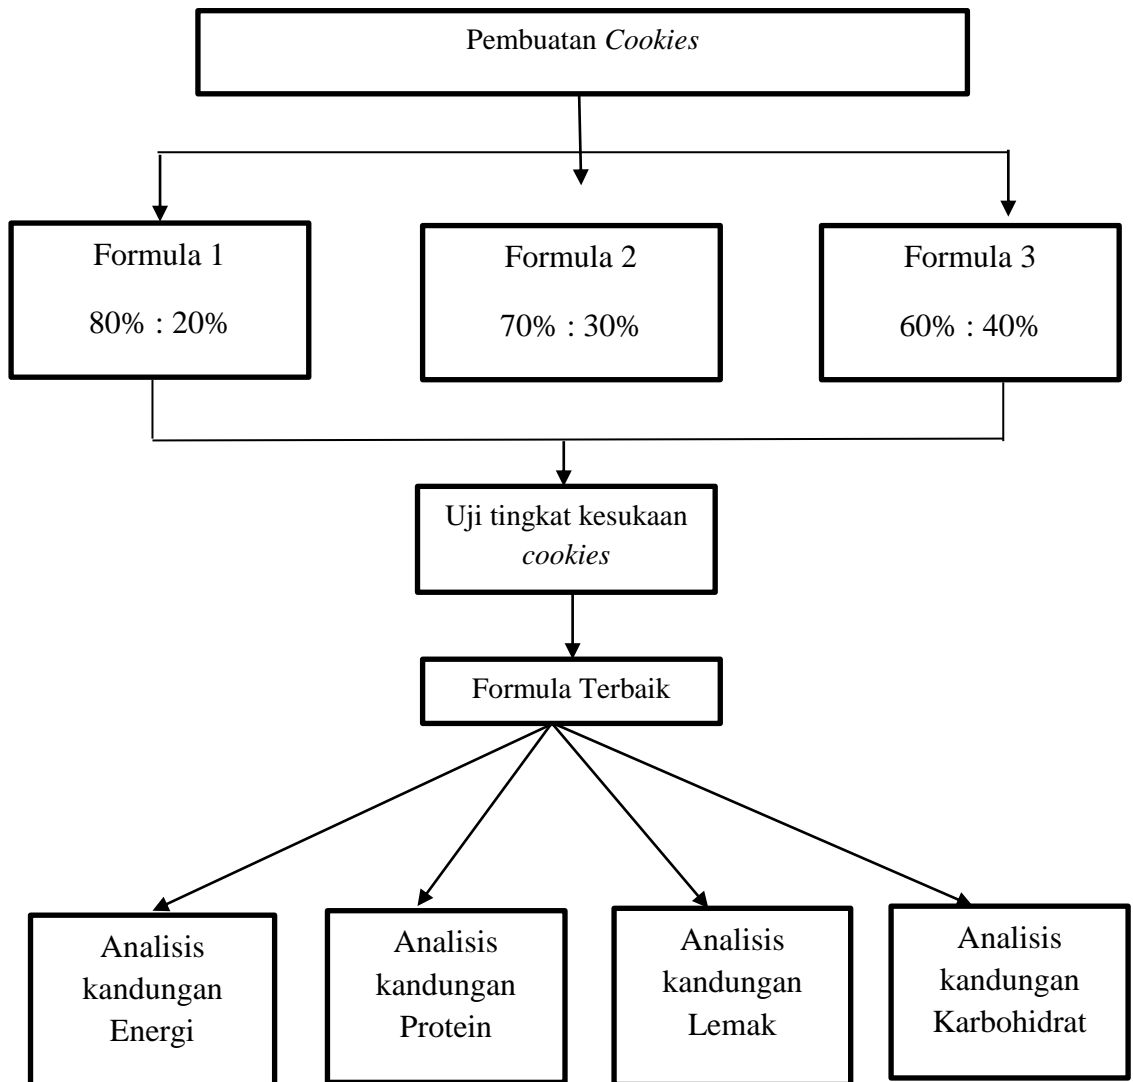 Pembuatan Cookies
Formula 1
80% : 20%
Formula 2
70% : 30%
Formula 3
60% : 40%
Uji tingkat kesukaan
cookies
Formula Terbaik
Analisis
kandungan
Energi
Analisis
kandungan
Protein
Analisis
kandungan
Lemak
Analisis
kandungan
Karbohidrat